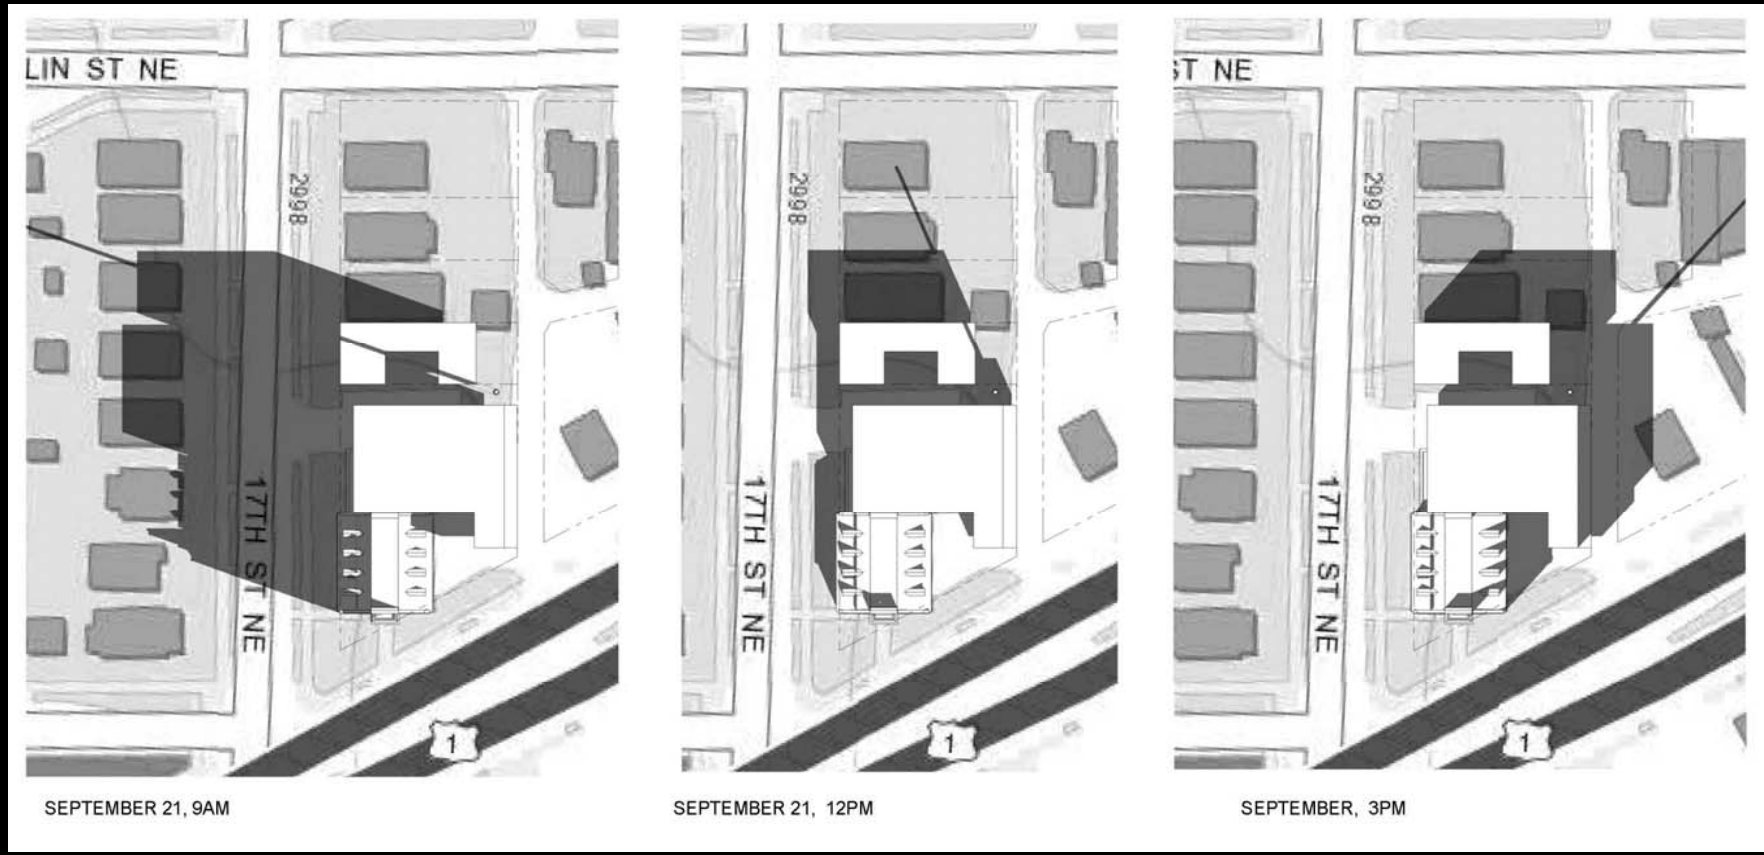 LIN ST NE
ST NE
2998
2998
2998
17TH ST NE
17TH ST NE
17TH ST NE
1
1
1
SEPTEMBER 21, 9AM
SEPTEMBER 21, 12PM
SEPTEMBER, 3PM